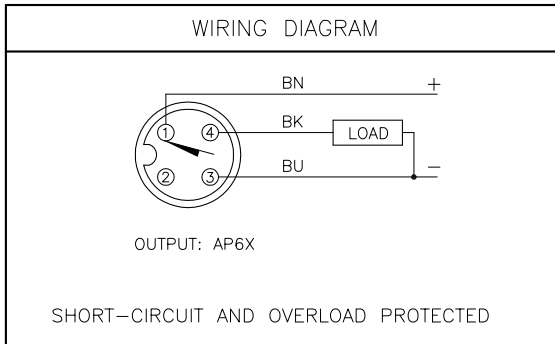 WIRING DIAGRAM
BN +
1 4 BK LOAD
2 3 BU −
OUTPUT: AP6X
SHORT−CIRCUIT AND OVERLOAD PROTECTED